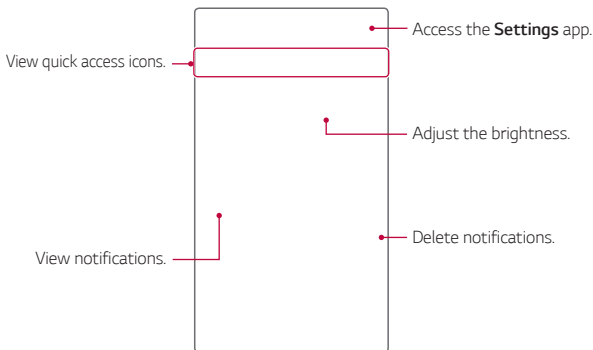 Access the Settings app.
View quick access icons.
Adjust the brightness.
Delete notifications.
View notifications.